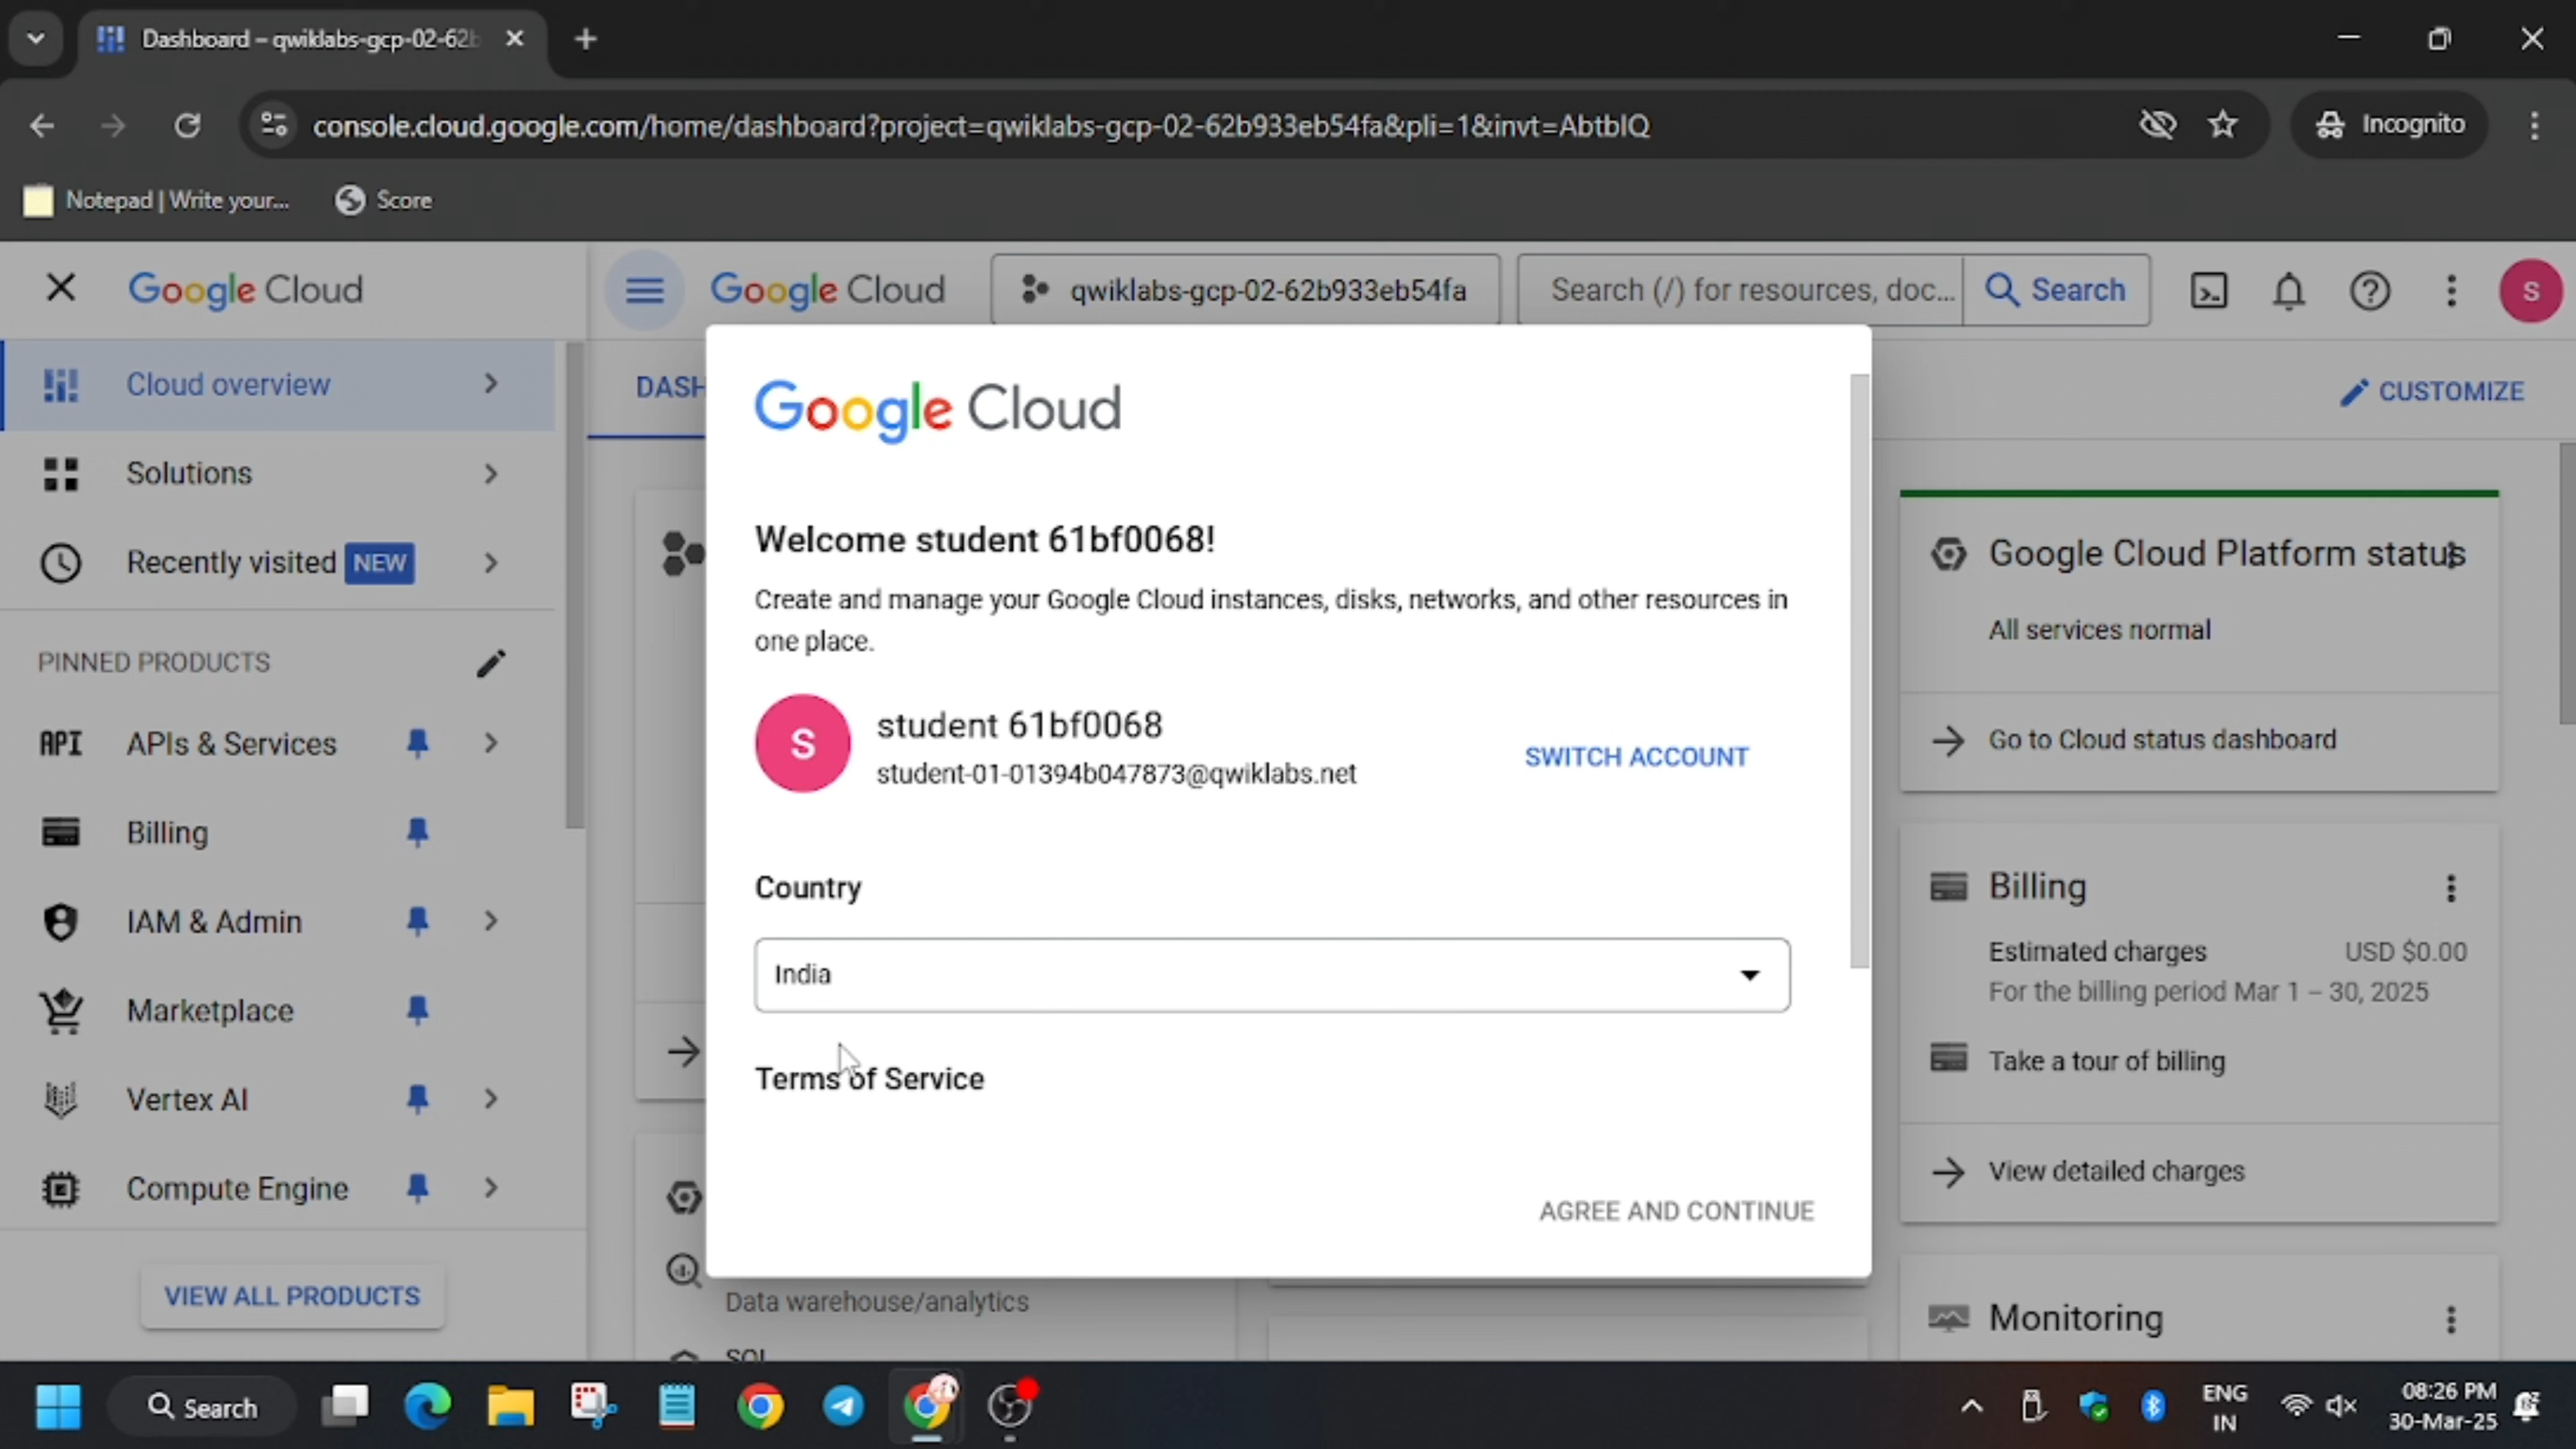 Dashboard – qwiklabs-gcp-02-62b
console.cloud.google.com/home/dashboard?project=qwiklabs-gcp-02-62b933eb54fa&pli=1&invt=AbtbIQ
Incognito
Notepad | Write your...
Score
Google Cloud
Google Cloud
qwiklabs-gcp-02-62b933eb54fa
Search (/) for resources, doc...
Search
S
Cloud overview
Solutions
Recently visited NEW
PINNED PRODUCTS
API APIs & Services
Billing
IAM & Admin
Marketplace
Vertex AI
Compute Engine
VIEW ALL PRODUCTS
DASH
CUSTOMIZE
Google Cloud
Welcome student 61bf0068!
Create and manage your Google Cloud instances, disks, networks, and other resources in
one place.
S
student 61bf0068
student-01-01394b047873@qwiklabs.net
SWITCH ACCOUNT
Country
India
Terms of Service
AGREE AND CONTINUE
Data warehouse/analytics
SQL
Google Cloud Platform status
All services normal
Go to Cloud status dashboard
Billing
Estimated charges USD $0.00
For the billing period Mar 1 – 30, 2025
Take a tour of billing
View detailed charges
Monitoring
Search
ENG
IN
08:26 PM
30-Mar-25